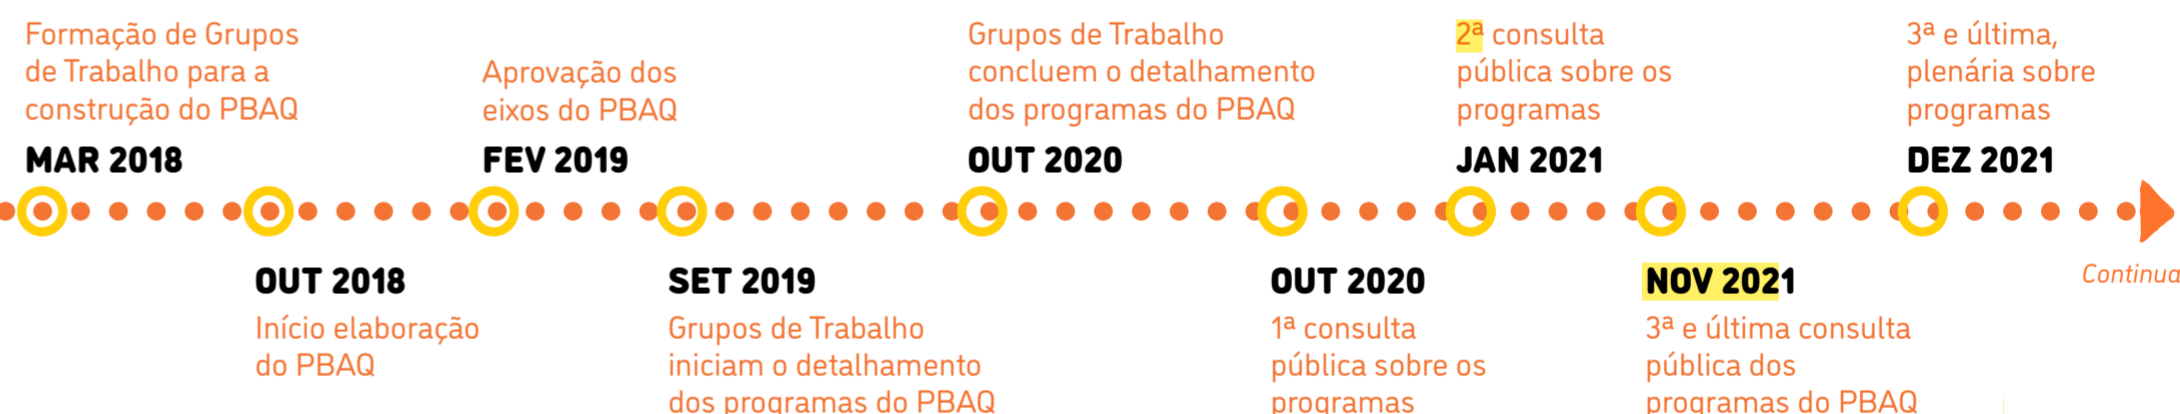 Formação de Grupos
de Trabalho para a
construção do PBAQ
MAR 2018
OUT 2018
Início elaboração
do PBAQ
Aprovação dos
eixos do PBAQ
FEV 2019
SET 2019
Grupos de Trabalho
iniciam o detalhamento
dos programas do PBAQ
Grupos de Trabalho
concluem o detalhamento
dos programas do PBAQ
OUT 2020
OUT 2020
1ª consulta
pública sobre os
programas
2ª consulta
pública sobre os
programas
JAN 2021
NOV 2021
3ª e última consulta
pública dos
programas do PBAQ
3ª e última,
plenária sobre
programas
DEZ 2021
Continua